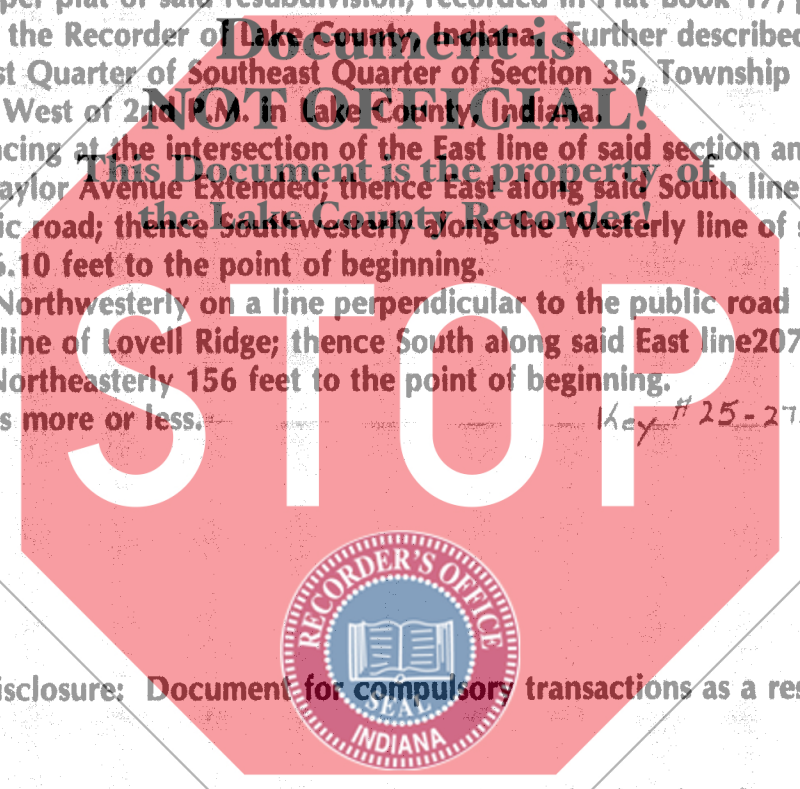 per plat of said resubdivision, recorded in Plat Book 17, p
the Recorder of Lake County, Indiana. Further described
st Quarter of Southeast Quarter of Section 35, Township
West of 2nd P.M. in Lake County, Indiana.
ncing at the intersection of the East line of said section an
aylor Avenue Extended; thence East along said South line
ic road; thence Southwesterly along the Westerly line of s
.10 feet to the point of beginning.
Northwesterly on a line perpendicular to the public road
line of Lovell Ridge; thence South along said East line207
Northeasterly 156 feet to the point of beginning.
s more or less.
Key # 25-27
Document is
NOT OFFICIAL!
This Document is the property of
the Lake County Recorder!
STOP
RECORDER'S OFFICE
SEAL
INDIANA
isclosure: Document for compulsory transactions as a res